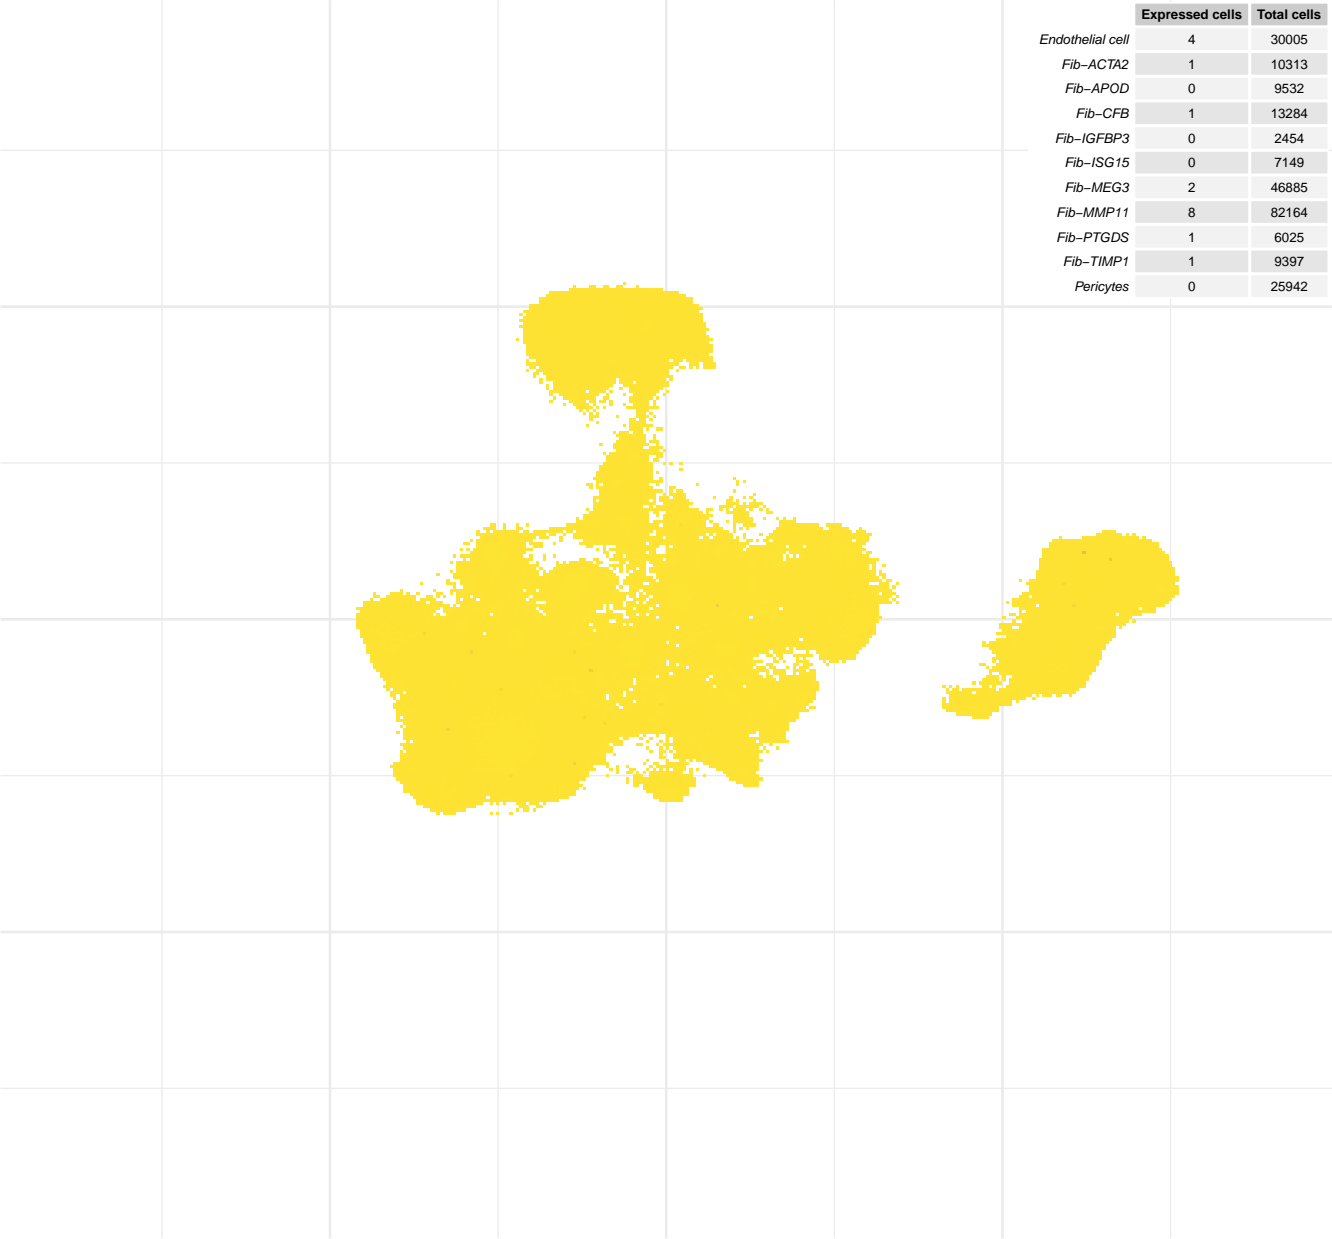 Expressed cells Total cells
Endothelial cell 4 30005
Fib−ACTA2 1 10313
Fib−APOD 0 9532
Fib−CFB 1 13284
Fib−IGFBP3 0 2454
Fib−ISG15 0 7149
Fib−MEG3 2 46885
Fib−MMP11 8 82164
Fib−PTGDS 1 6025
Fib−TIMP1 1 9397
Pericytes 0 25942